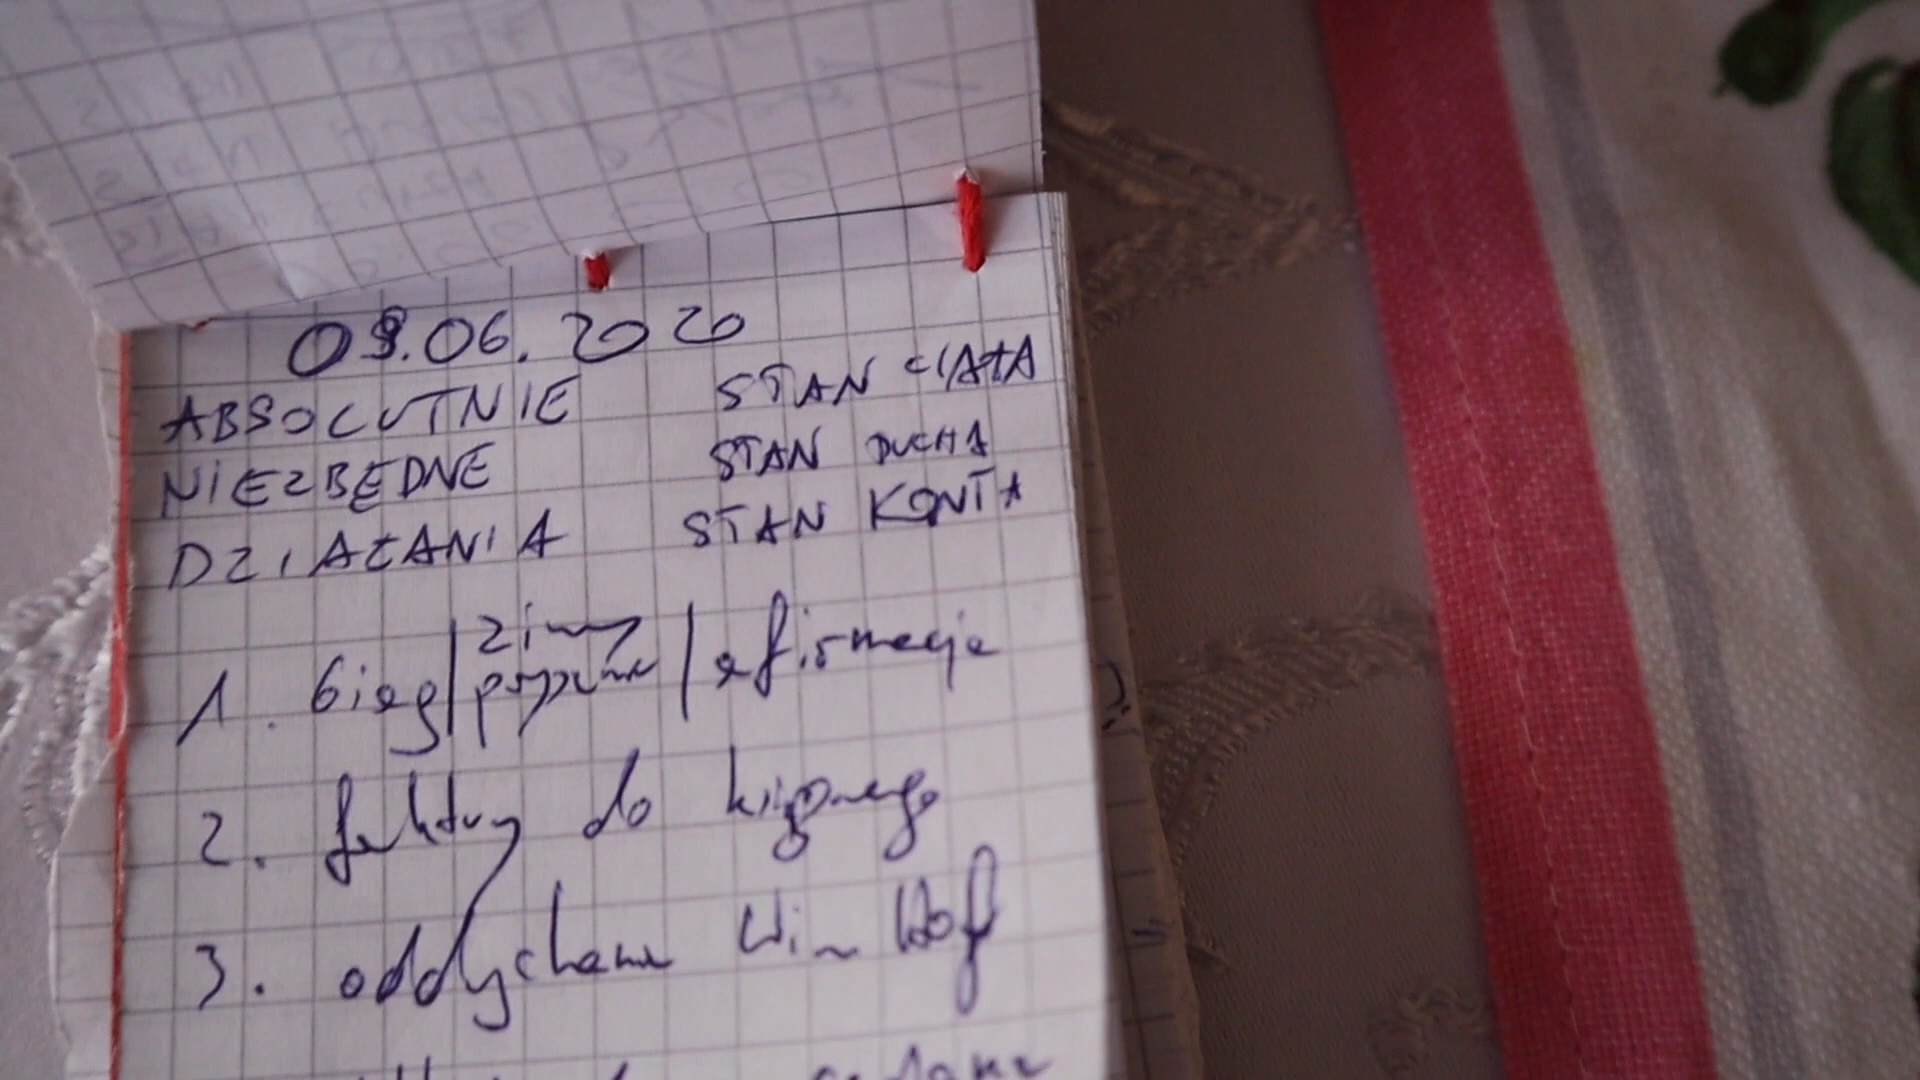 09.06.2020
ABSOLUTNIE STAN CIAŁA
NIEZBĘDNE STAN DUCHA
DZIAŁANIA STAN KONTA
1. bieg / zimny prysznic / afirmacje
2. faktury do księgowego
3. oddychanie Wim Hof